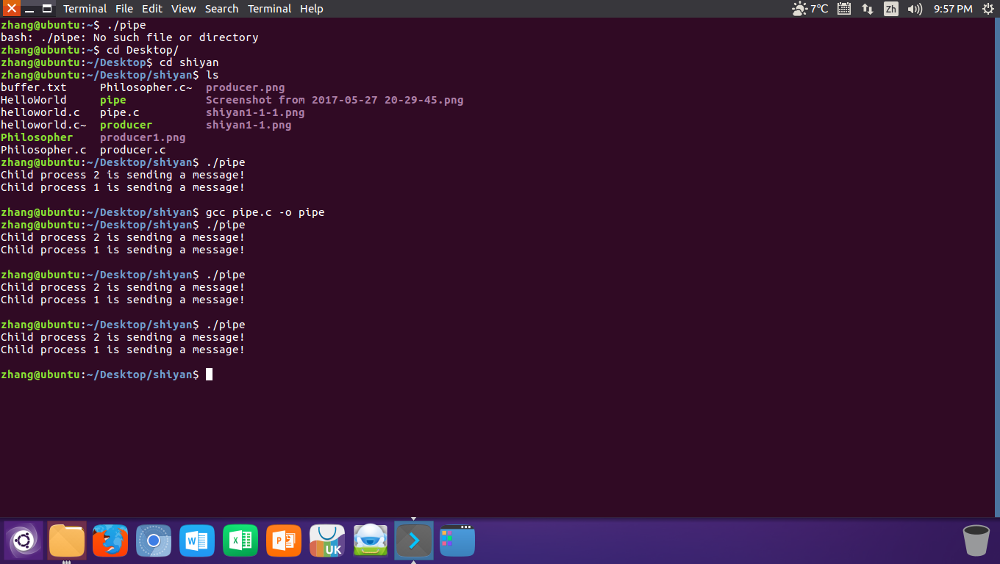 Terminal File Edit View Search Terminal Help 7℃ Zh 9:57 PM
zhang@ubuntu:~$ ./pipe
bash: ./pipe: No such file or directory
zhang@ubuntu:~$ cd Desktop/
zhang@ubuntu:~/Desktop$ cd shiyan
zhang@ubuntu:~/Desktop/shiyan$ ls
buffer.txt Philosopher.c~ producer.png
HelloWorld pipe Screenshot from 2017-05-27 20-29-45.png
helloworld.c pipe.c shiyan1-1-1.png
helloworld.c~ producer shiyan1-1.png
Philosopher producer1.png
Philosopher.c producer.c
zhang@ubuntu:~/Desktop/shiyan$ ./pipe
Child process 2 is sending a message!
Child process 1 is sending a message!
zhang@ubuntu:~/Desktop/shiyan$ gcc pipe.c -o pipe
zhang@ubuntu:~/Desktop/shiyan$ ./pipe
Child process 2 is sending a message!
Child process 1 is sending a message!
zhang@ubuntu:~/Desktop/shiyan$ ./pipe
Child process 2 is sending a message!
Child process 1 is sending a message!
zhang@ubuntu:~/Desktop/shiyan$ ./pipe
Child process 2 is sending a message!
Child process 1 is sending a message!
zhang@ubuntu:~/Desktop/shiyan$
W X P UK